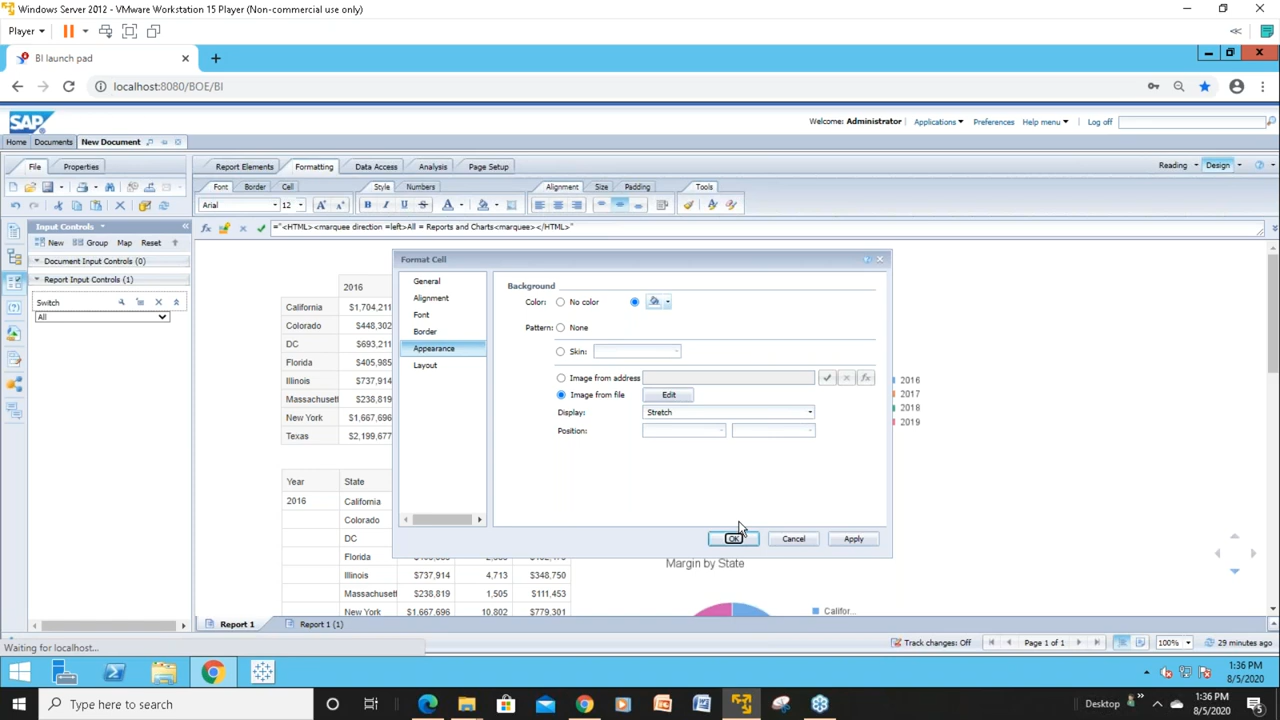 Windows Server 2012 - VMware Workstation 15 Player (Non-commercial use only)
Player
BI launch pad
localhost:8080/BOE/BI
SAP
Welcome: Administrator Applications Preferences Help menu Log off
Home Documents New Document
File Properties Report Elements Formatting Data Access Analysis Page Setup Reading Design
Font Border Cell Style Numbers Alignment Size Padding Tools
Arial 12
Input Controls
="<HTML><marquee direction =left>All = Reports and Charts<marquee></HTML>"
New Group Map Reset
Document Input Controls (0)
Report Input Controls (1)
Switch
All
Format Cell
General
Alignment
Font
Border
Appearance
Layout
Background
Color: No color
Pattern: None
Skin:
Image from address
Image from file Edit
Display: Stretch
Position:
OK Cancel Apply
2016
California $1,704,211
Colorado $448,302
DC $693,211
Florida $405,985
Illinois $737,914
Massachusett $238,819
New York $1,667,696
Texas $2,199,677
2016
2017
2018
2019
Year State
2016 California
Colorado
DC
Florida
Illinois $737,914 4,713 $348,750
Massachusett $238,819 1,505 $111,453
New York $1,667,696 10,802 $779,301
Margin by State
Califor...
Report 1 Report 1 (1)
Waiting for localhost...
Track changes: Off Page 1 of 1 100% 29 minutes ago
1:36 PM
8/5/2020
Type here to search
Desktop
1:36 PM
8/5/2020